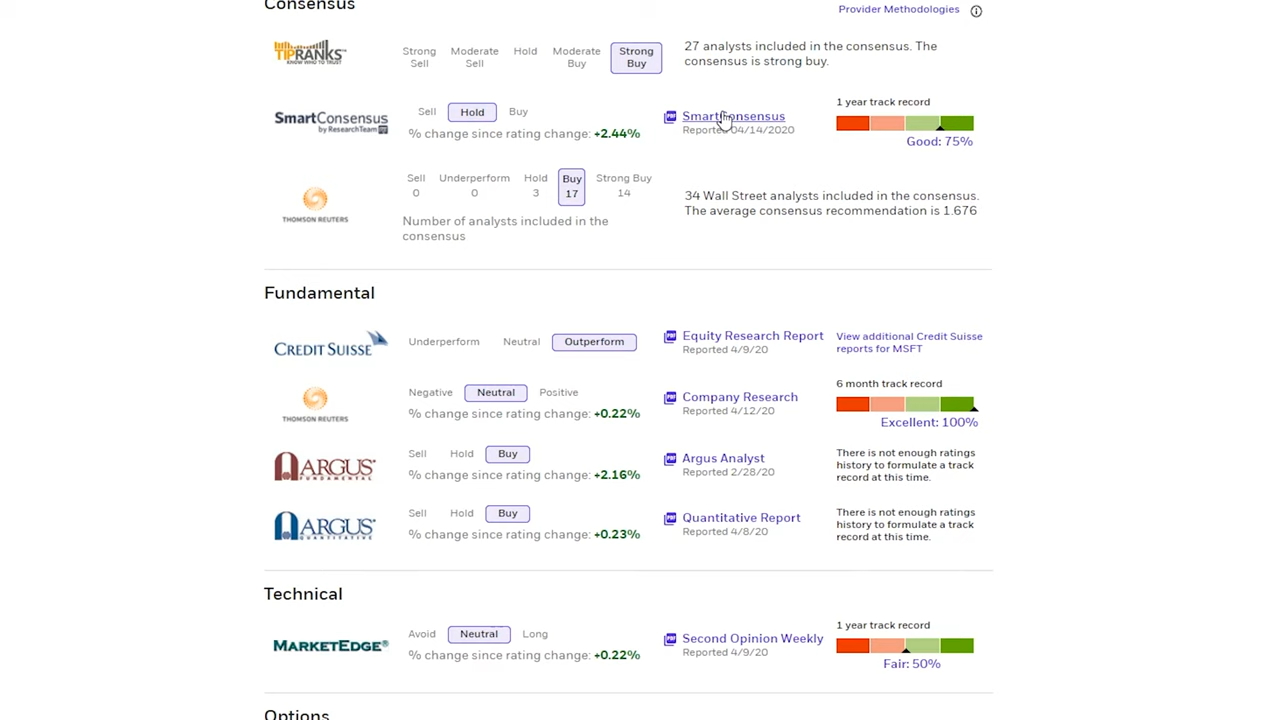 Consensus
Provider Methodologies
TIPRANKS
KNOW WHO TO TRUST
Strong Sell
Moderate Sell
Hold
Moderate Buy
Strong Buy
27 analysts included in the consensus. The
consensus is strong buy.
SmartConsensus
by ResearchTeam
Sell
Hold
Buy
% change since rating change: +2.44%
SmartConsensus
Reported 04/14/2020
1 year track record
Good: 75%
THOMSON REUTERS
Sell
0
Underperform
0
Hold
3
Buy
17
Strong Buy
14
Number of analysts included in the
consensus
34 Wall Street analysts included in the consensus.
The average consensus recommendation is 1.676
Fundamental
CREDIT SUISSE
Underperform
Neutral
Outperform
Equity Research Report
Reported 4/9/20
View additional Credit Suisse
reports for MSFT
THOMSON REUTERS
Negative
Neutral
Positive
% change since rating change: +0.22%
Company Research
Reported 4/12/20
6 month track record
Excellent: 100%
ARGUS
FUNDAMENTAL
Sell
Hold
Buy
% change since rating change: +2.16%
Argus Analyst
Reported 2/28/20
There is not enough ratings
history to formulate a track
record at this time.
ARGUS
QUANTITATIVE
Sell
Hold
Buy
% change since rating change: +0.23%
Quantitative Report
Reported 4/8/20
There is not enough ratings
history to formulate a track
record at this time.
Technical
MARKETEDGE
Avoid
Neutral
Long
% change since rating change: +0.22%
Second Opinion Weekly
Reported 4/9/20
1 year track record
Fair: 50%
Options